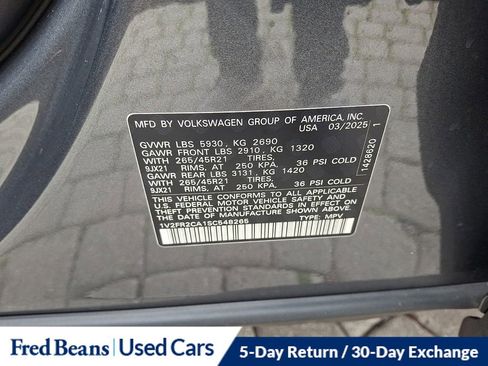 MFD BY VOLKSWAGEN GROUP OF AMERICA, INC.
USA 03/2025
GVWR LBS 5930, KG 2690
GAWR FRONT LBS 2910, KG 1320
WITH 265/45R21 TIRES.
9JX21 RIMS, AT 250 KPA, 36 PSI COLD
GAWR REAR LBS 3131, KG 1420
WITH 265/45R21 TIRES.
9JX21 RIMS, AT 250 KPA, 36 PSI COLD
THIS VEHICLE CONFORMS TO ALL APPLICABLE
U.S. FEDERAL MOTOR VEHICLE SAFETY AND
THEFT PREVENTION STANDARDS IN EFFECT ON
THE DATE OF MANUFACTURE SHOWN ABOVE.
1V2FR2CA1SC548265 TYPE: MPV
1428620 1
Fred Beans Used Cars
5-Day Return / 30-Day Exchange